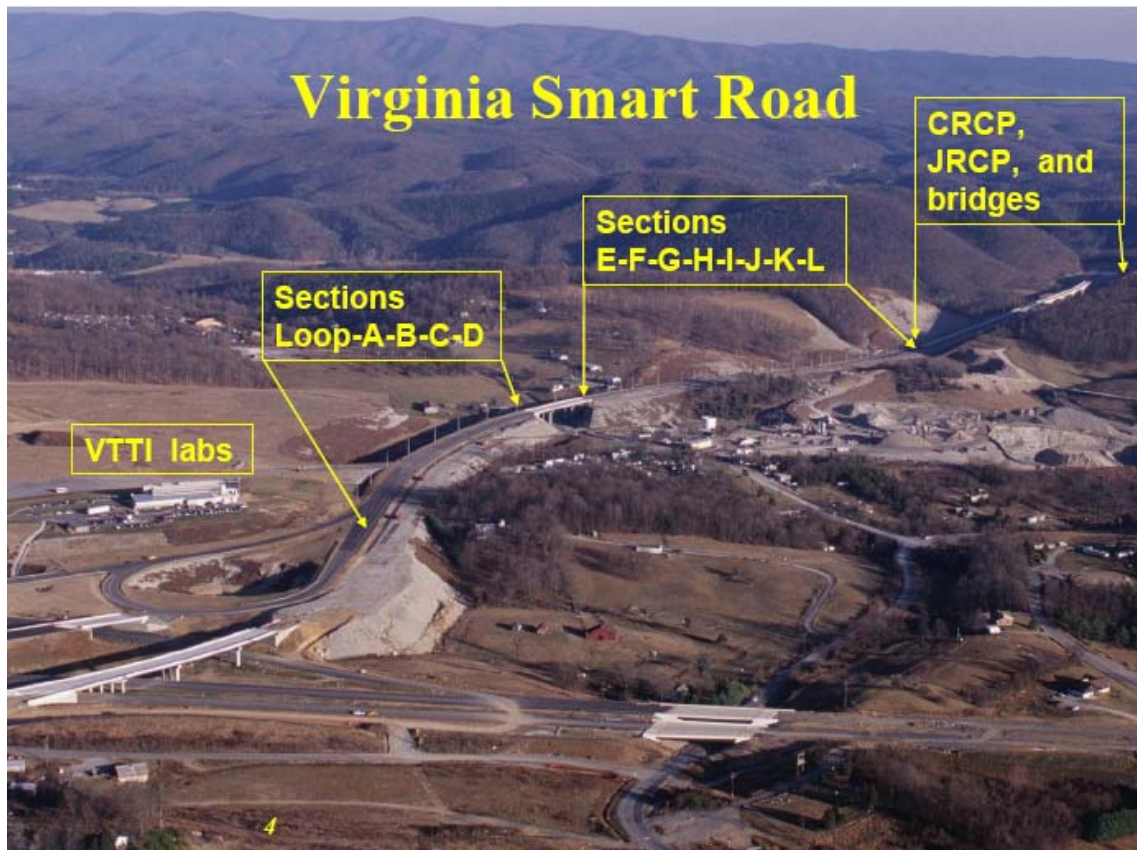 Virginia Smart Road
CRCP,
JRCP, and
bridges
Sections
E-F-G-H-I-J-K-L
Sections
Loop-A-B-C-D
VTTI labs
4